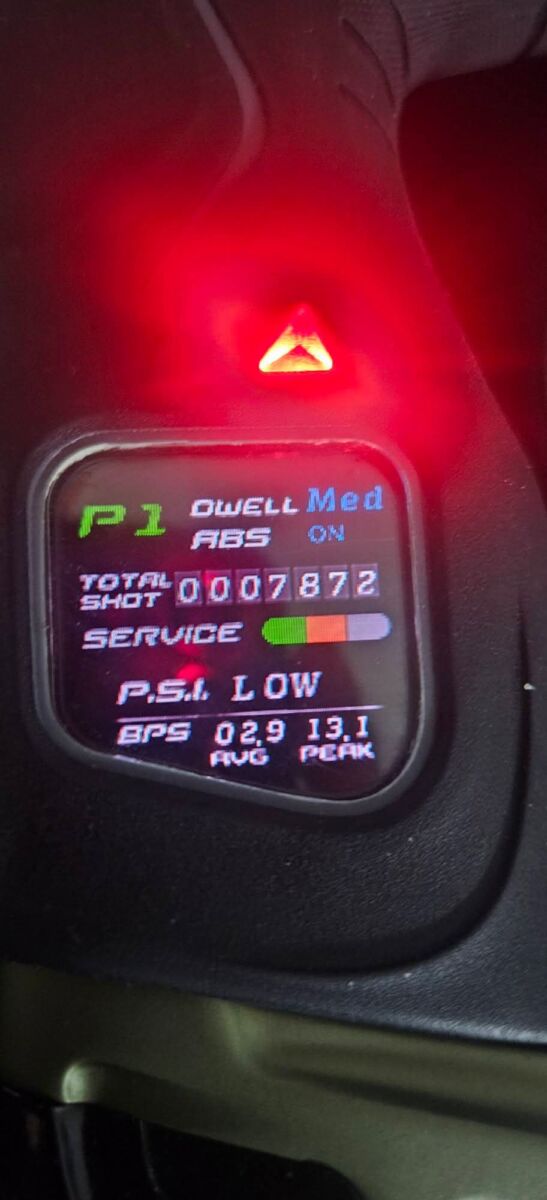 P1 DWELL Med
ABS ON
TOTAL SHOT 0007872
SERVICE
P.S.I. LOW
BPS 02.9 13.1
AVG PEAK